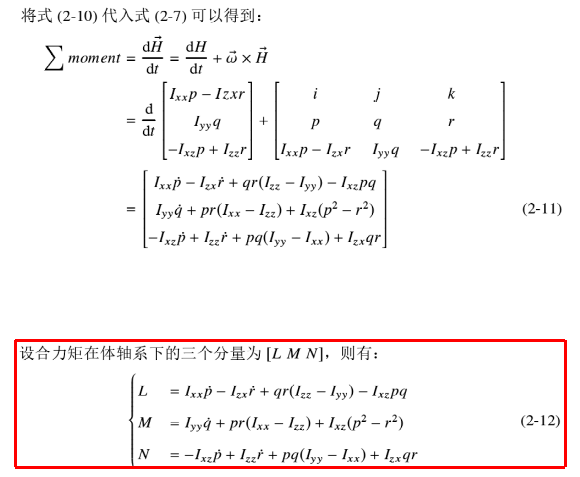 将式 (2-10) 代入式 (2-7) 可以得到：
$\sum moment = \frac{\mathrm{d}\vec{H}}{\mathrm{d}t} = \frac{\mathrm{d}H}{\mathrm{d}t} + \vec{\omega} \times \vec{H}$
$= \frac{\mathrm{d}}{\mathrm{d}t} \begin{bmatrix} I_{xx}p - Izxr \\ I_{yy}q \\ -I_{xz}p + I_{zz}r \end{bmatrix} + \begin{bmatrix} i & j & k \\ p & q & r \\ I_{xx}p - I_{zx}r & I_{yy}q & -I_{xz}p + I_{zz}r \end{bmatrix}$
$= \begin{bmatrix} I_{xx}\dot{p} - I_{zx}\dot{r} + qr(I_{zz} - I_{yy}) - I_{xz}pq \\ I_{yy}\dot{q} + pr(I_{xx} - I_{zz}) + I_{xz}(p^2 - r^2) \\ -I_{xz}\dot{p} + I_{zz}\dot{r} + pq(I_{yy} - I_{xx}) + I_{zx}qr \end{bmatrix}$ (2-11)
设合力矩在体轴系下的三个分量为 [L M N]，则有：
$\begin{cases} L & = I_{xx}\dot{p} - I_{zx}\dot{r} + qr(I_{zz} - I_{yy}) - I_{xz}pq \\ M & = I_{yy}\dot{q} + pr(I_{xx} - I_{zz}) + I_{xz}(p^2 - r^2) \\ N & = -I_{xz}\dot{p} + I_{zz}\dot{r} + pq(I_{yy} - I_{xx}) + I_{zx}qr \end{cases}$ (2-12)